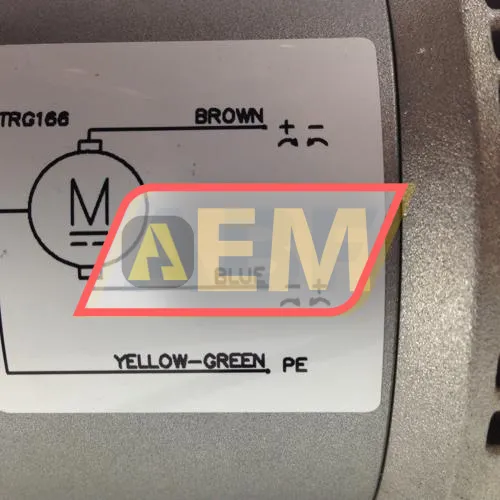 TRG166
BROWN + -
M
AEM
BLUE - +
YELLOW-GREEN PE